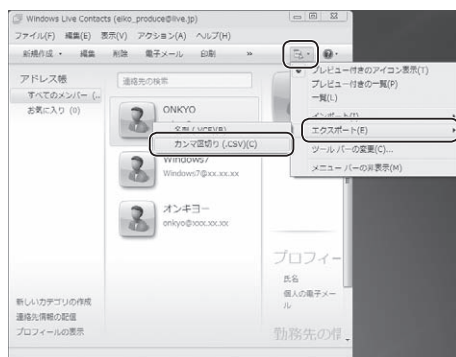 Windows Live Contacts (eiko_produce@live.jp)
ファイル(F) 編集(E) 表示(V) アクション(A) ヘルプ(H)
新規作成 編集 削除 電子メール 印刷 »
アドレス帳
連絡先の検索
プレビュー付きのアイコン表示(T)
プレビュー付きの一覧(P)
一覧(L)
インポート(I)
エクスポート(E)
ツール バーの変更(C)...
メニュー バーの非表示(M)
すべてのメンバー (...
お気に入り (0)
ONKYO
名刺 (.VCF)(B)
カンマ区切り (.CSV)(C)
Windows7
Windows7@xx.xx.xx
オンキヨー
onkyo@xxx.xx.xx
プロフィー
氏名
個人の電子メー
ル
勤務先の情
新しいカテゴリの作成
連絡先情報の配信
プロフィールの表示